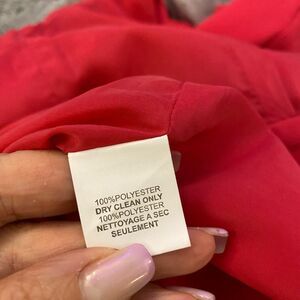 100%POLYESTER
DRY CLEAN ONLY
100%POLYESTER
NETTOYAGE A SEC
SEULEMENT